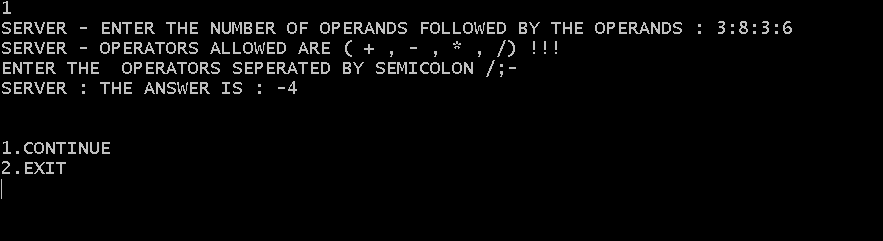 1
SERVER - ENTER THE NUMBER OF OPERANDS FOLLOWED BY THE OPERANDS : 3:8:3:6
SERVER - OPERATORS ALLOWED ARE ( + , - , * , /) !!!
ENTER THE  OPERATORS SEPERATED BY SEMICOLON /;-
SERVER : THE ANSWER IS : -4
1.CONTINUE
2.EXIT